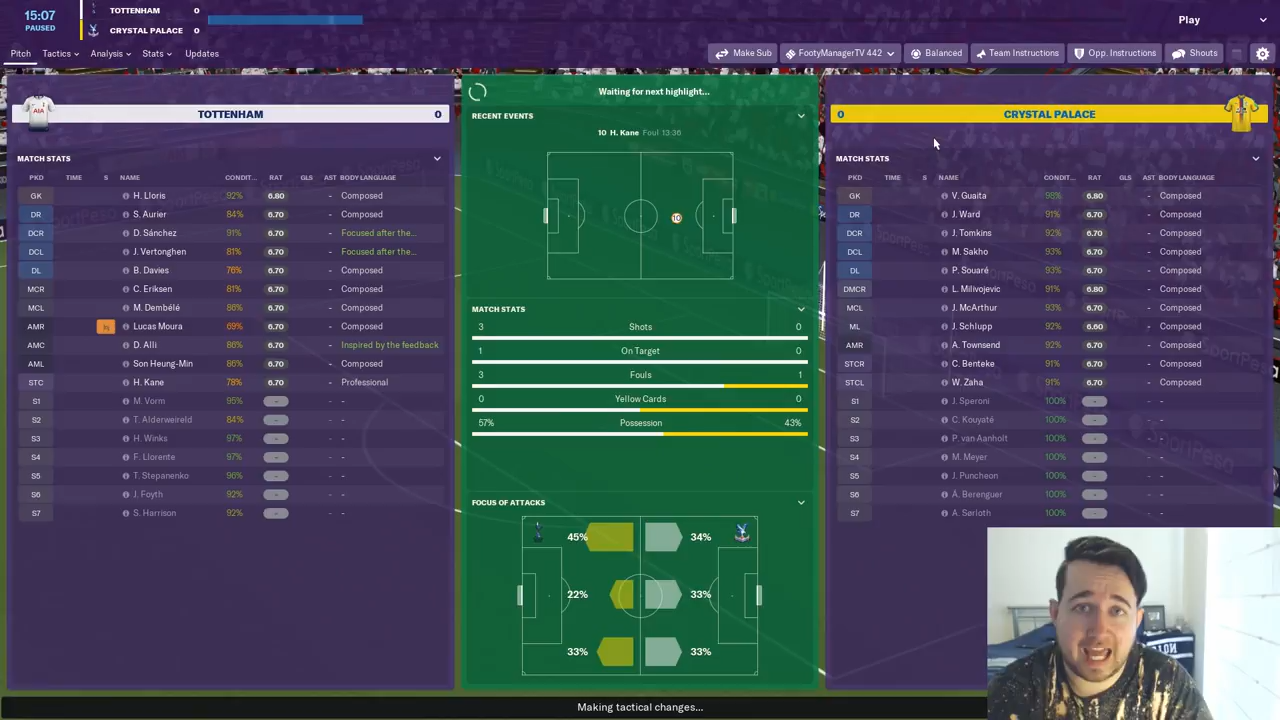 15:07
PAUSED
TOTTENHAM 0
CRYSTAL PALACE 0
Play
Pitch Tactics Analysis Stats Updates
Make Sub FootyManagerTV 442 Balanced Team Instructions Opp. Instructions Shouts
TOTTENHAM 0
MATCH STATS
PKD TIME S NAME CONDIT... RAT GLS AST BODY LANGUAGE
GK H. Lloris 92% 6.80 - Composed
DR S. Aurier 84% 6.70 - Composed
DCR D. Sánchez 91% 6.70 - Focused after the...
DCL J. Vertonghen 81% 6.70 - Focused after the...
DL B. Davies 76% 6.70 - Composed
MCR C. Eriksen 81% 6.70 - Composed
MCL M. Dembélé 86% 6.70 - Composed
AMR Lucas Moura 69% 6.70 - Composed
AMC D. Alli 86% 6.70 - Inspired by the feedback
AML Son Heung-Min 86% 6.70 - Composed
STC H. Kane 78% 6.70 - Professional
S1 M. Vorm 95% - - -
S2 T. Alderweireld 84% - - -
S3 H. Winks 97% - - -
S4 F. Llorente 97% - - -
S5 T. Stepanenko 96% - - -
S6 J. Foyth 92% - - -
S7 S. Harrison 92% - - -
Waiting for next highlight...
RECENT EVENTS
10 H. Kane Foul 13:36
10
MATCH STATS
3 Shots 0
1 On Target 0
3 Fouls 1
0 Yellow Cards 0
57% Possession 43%
FOCUS OF ATTACKS
45% 34%
22% 33%
33% 33%
0 CRYSTAL PALACE
MATCH STATS
PKD TIME S NAME CONDIT... RAT GLS AST BODY LANGUAGE
GK V. Guaita 98% 6.80 - Composed
DR J. Ward 91% 6.70 - Composed
DCR J. Tomkins 92% 6.70 - Composed
DCL M. Sakho 93% 6.70 - Composed
DL P. Souaré 93% 6.70 - Composed
DMCR L. Milivojevic 91% 6.80 - Composed
MCL J. McArthur 93% 6.70 - Composed
ML J. Schlupp 92% 6.60 - Composed
AMR A. Townsend 92% 6.70 - Composed
STCR C. Benteke 91% 6.70 - Composed
STCL W. Zaha 91% 6.70 - Composed
S1 J. Speroni 100% - - -
S2 C. Kouyaté 100% - - -
S3 P. van Aanholt 100% - - -
S4 M. Meyer 100% - - -
S5 J. Puncheon 100% - - -
S6 Á. Berenguer 100% - - -
S7 A. Sørloth 100% - - -
Making tactical changes...